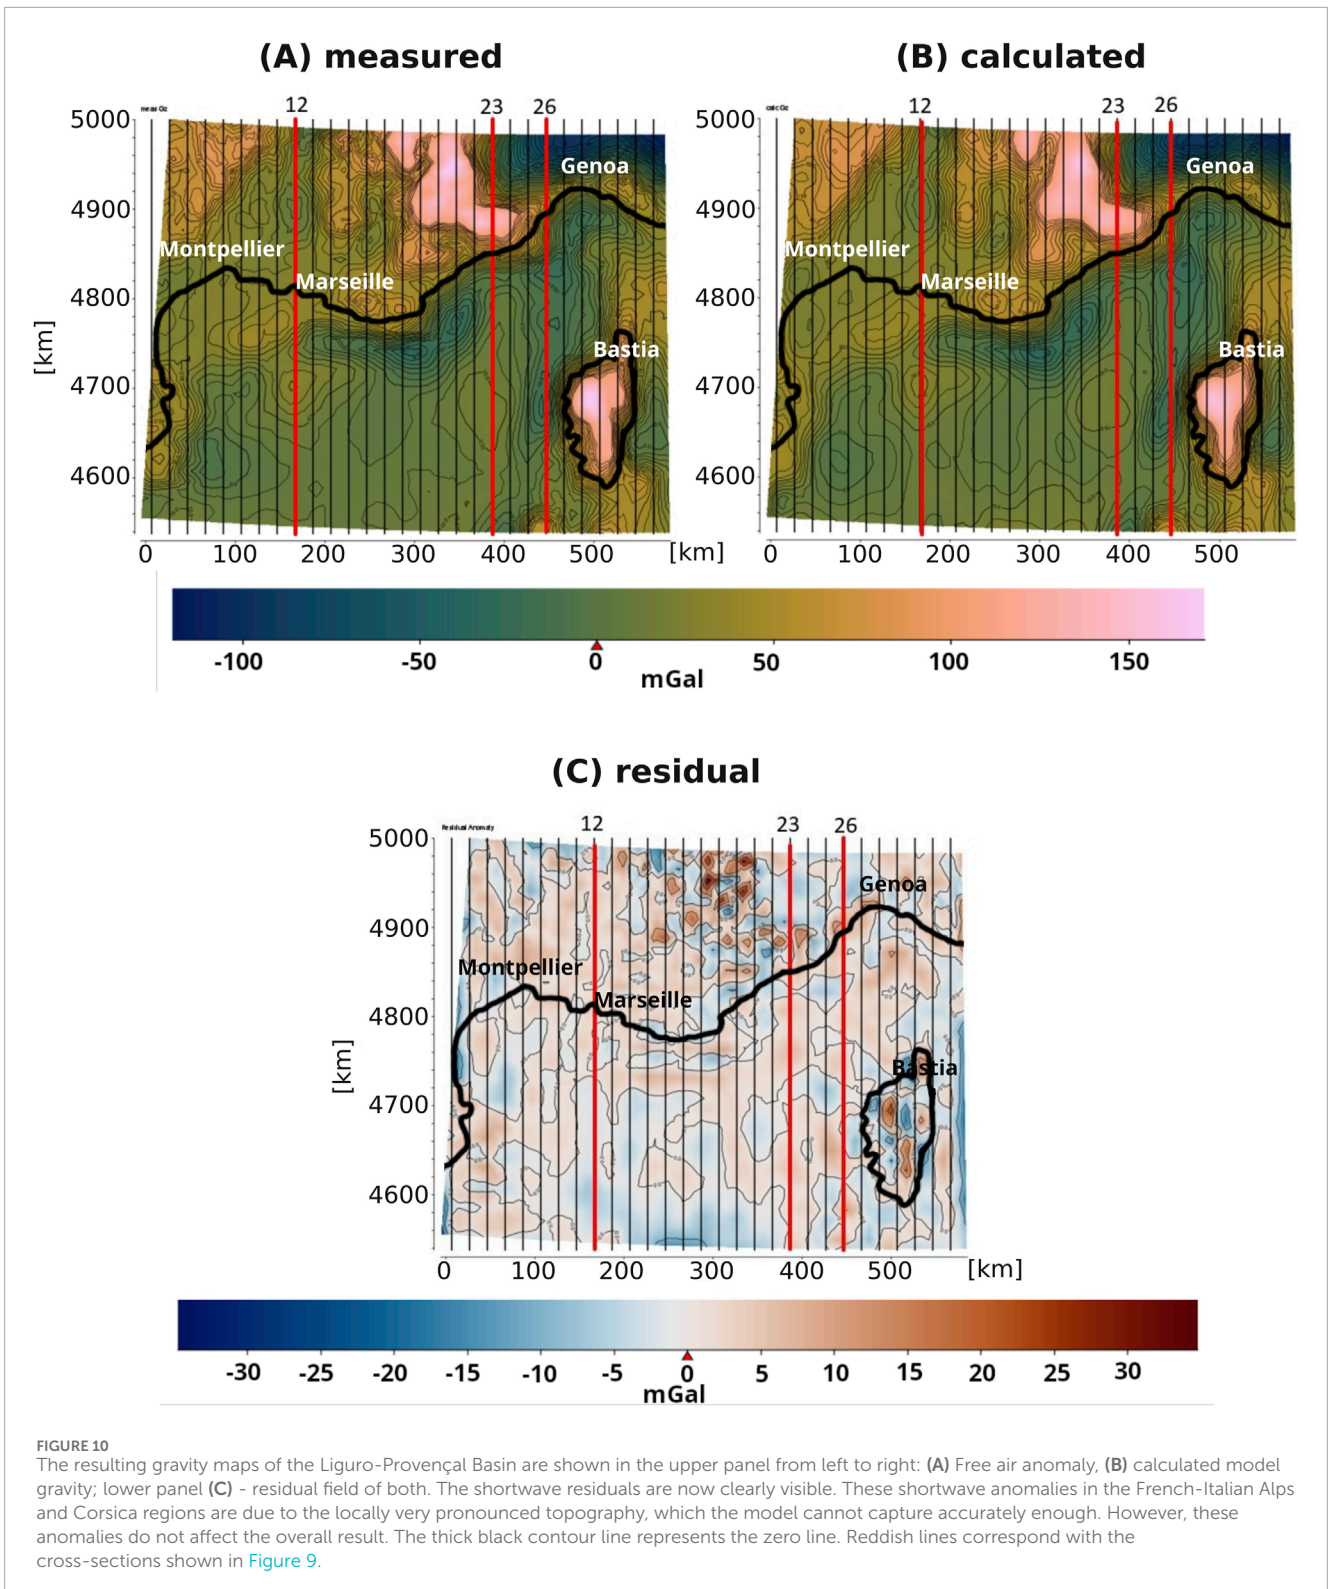 (A) measured
(B) calculated
meas Gz
12
23
26
calc Gz
12
23
26
5000
4900
4800
4700
4600
[km]
Genoa
Montpellier
Marseille
Bastia
0 100 200 300 400 500 [km]
5000
4900
4800
4700
4600
Genoa
Montpellier
Marseille
Bastia
0 100 200 300 400 500
-100 -50 0 50 100 150
mGal
(C) residual
Residual Anomaly
12
23
26
5000
4900
4800
4700
4600
[km]
Genoa
Montpellier
Marseille
Bastia
0 100 200 300 400 500 [km]
-30 -25 -20 -15 -10 -5 0 5 10 15 20 25 30
mGal
FIGURE 10
The resulting gravity maps of the Liguro-Provençal Basin are shown in the upper panel from left to right: (A) Free air anomaly, (B) calculated model
gravity; lower panel (C) - residual field of both. The shortwave residuals are now clearly visible. These shortwave anomalies in the French-Italian Alps
and Corsica regions are due to the locally very pronounced topography, which the model cannot capture accurately enough. However, these
anomalies do not affect the overall result. The thick black contour line represents the zero line. Reddish lines correspond with the
cross-sections shown in Figure 9.